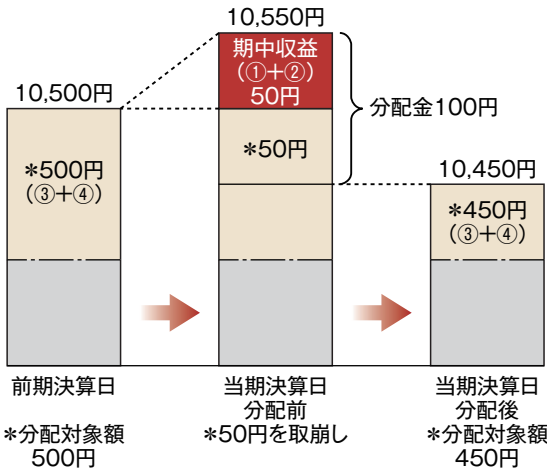 10,550円
期中収益
(①+②)
50円
10,500円
分配金100円
*500円
(③+④)
*50円
10,450円
*450円
(③+④)
前期決算日
*分配対象額
500円
当期決算日
分配前
*50円を取崩し
当期決算日
分配後
*分配対象額
450円